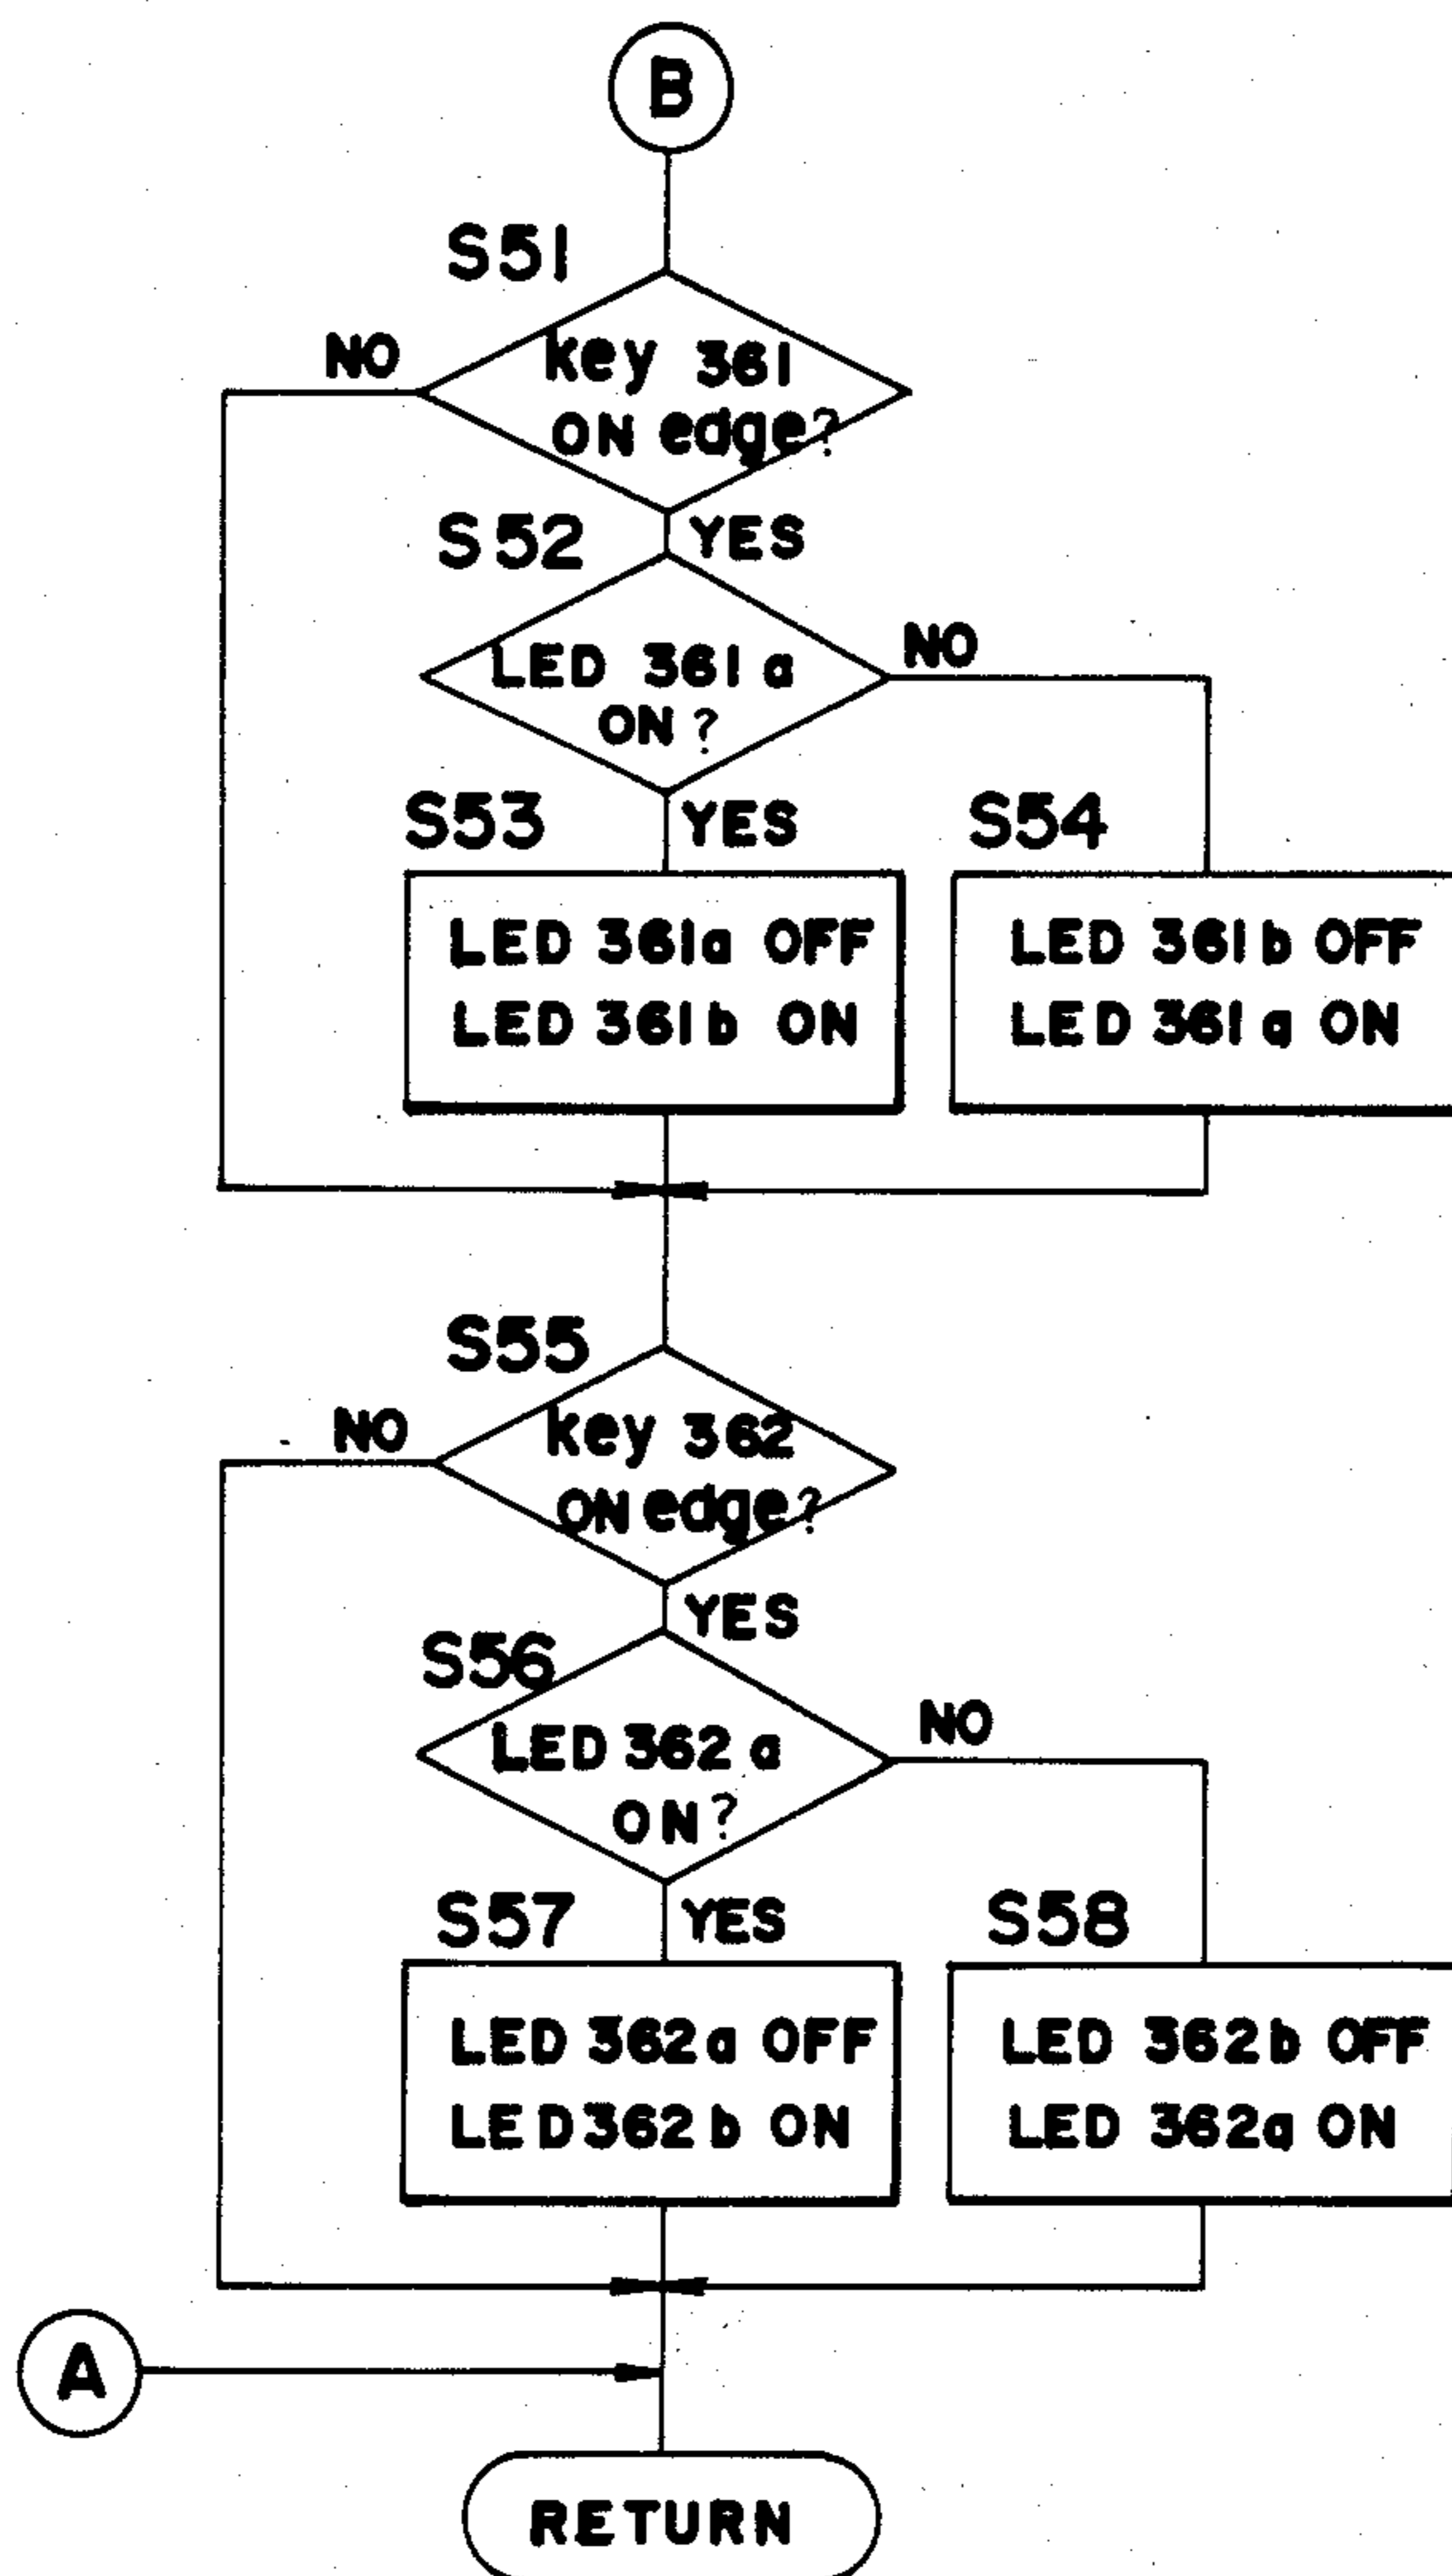 B
S51
NO
key 361
ON edge?
S52
YES
LED 361a
ON?
NO
S53
YES
S54
LED 361a OFF
LED 361b ON
LED 361b OFF
LED 361a ON
S55
NO
key 362
ON edge?
YES
S56
LED 362a
ON?
NO
S57
YES
S58
LED 362a OFF
LED 362b ON
LED 362b OFF
LED 362a ON
A
RETURN